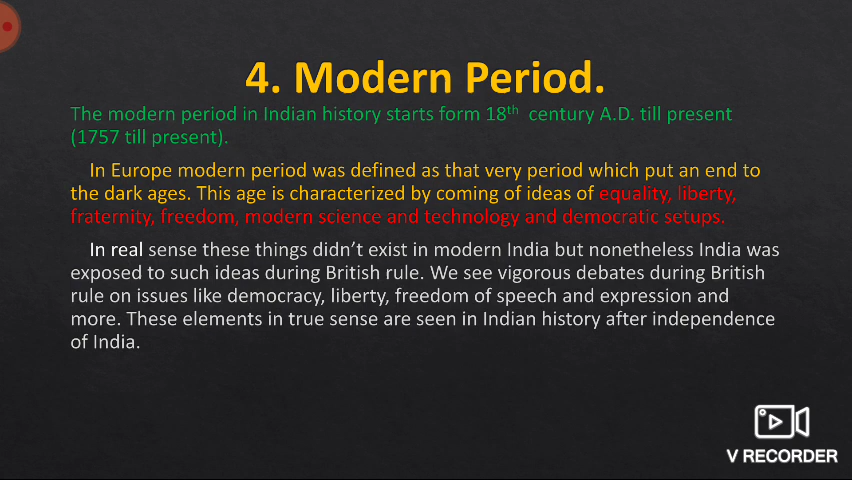 4. Modern Period.
The modern period in Indian history starts form 18th century A.D. till present
(1757 till present).
In Europe modern period was defined as that very period which put an end to
the dark ages. This age is characterized by coming of ideas of equality, liberty,
fraternity, freedom, modern science and technology and democratic setups.
In real sense these things didn’t exist in modern India but nonetheless India was
exposed to such ideas during British rule. We see vigorous debates during British
rule on issues like democracy, liberty, freedom of speech and expression and
more. These elements in true sense are seen in Indian history after independence
of India.
V RECORDER